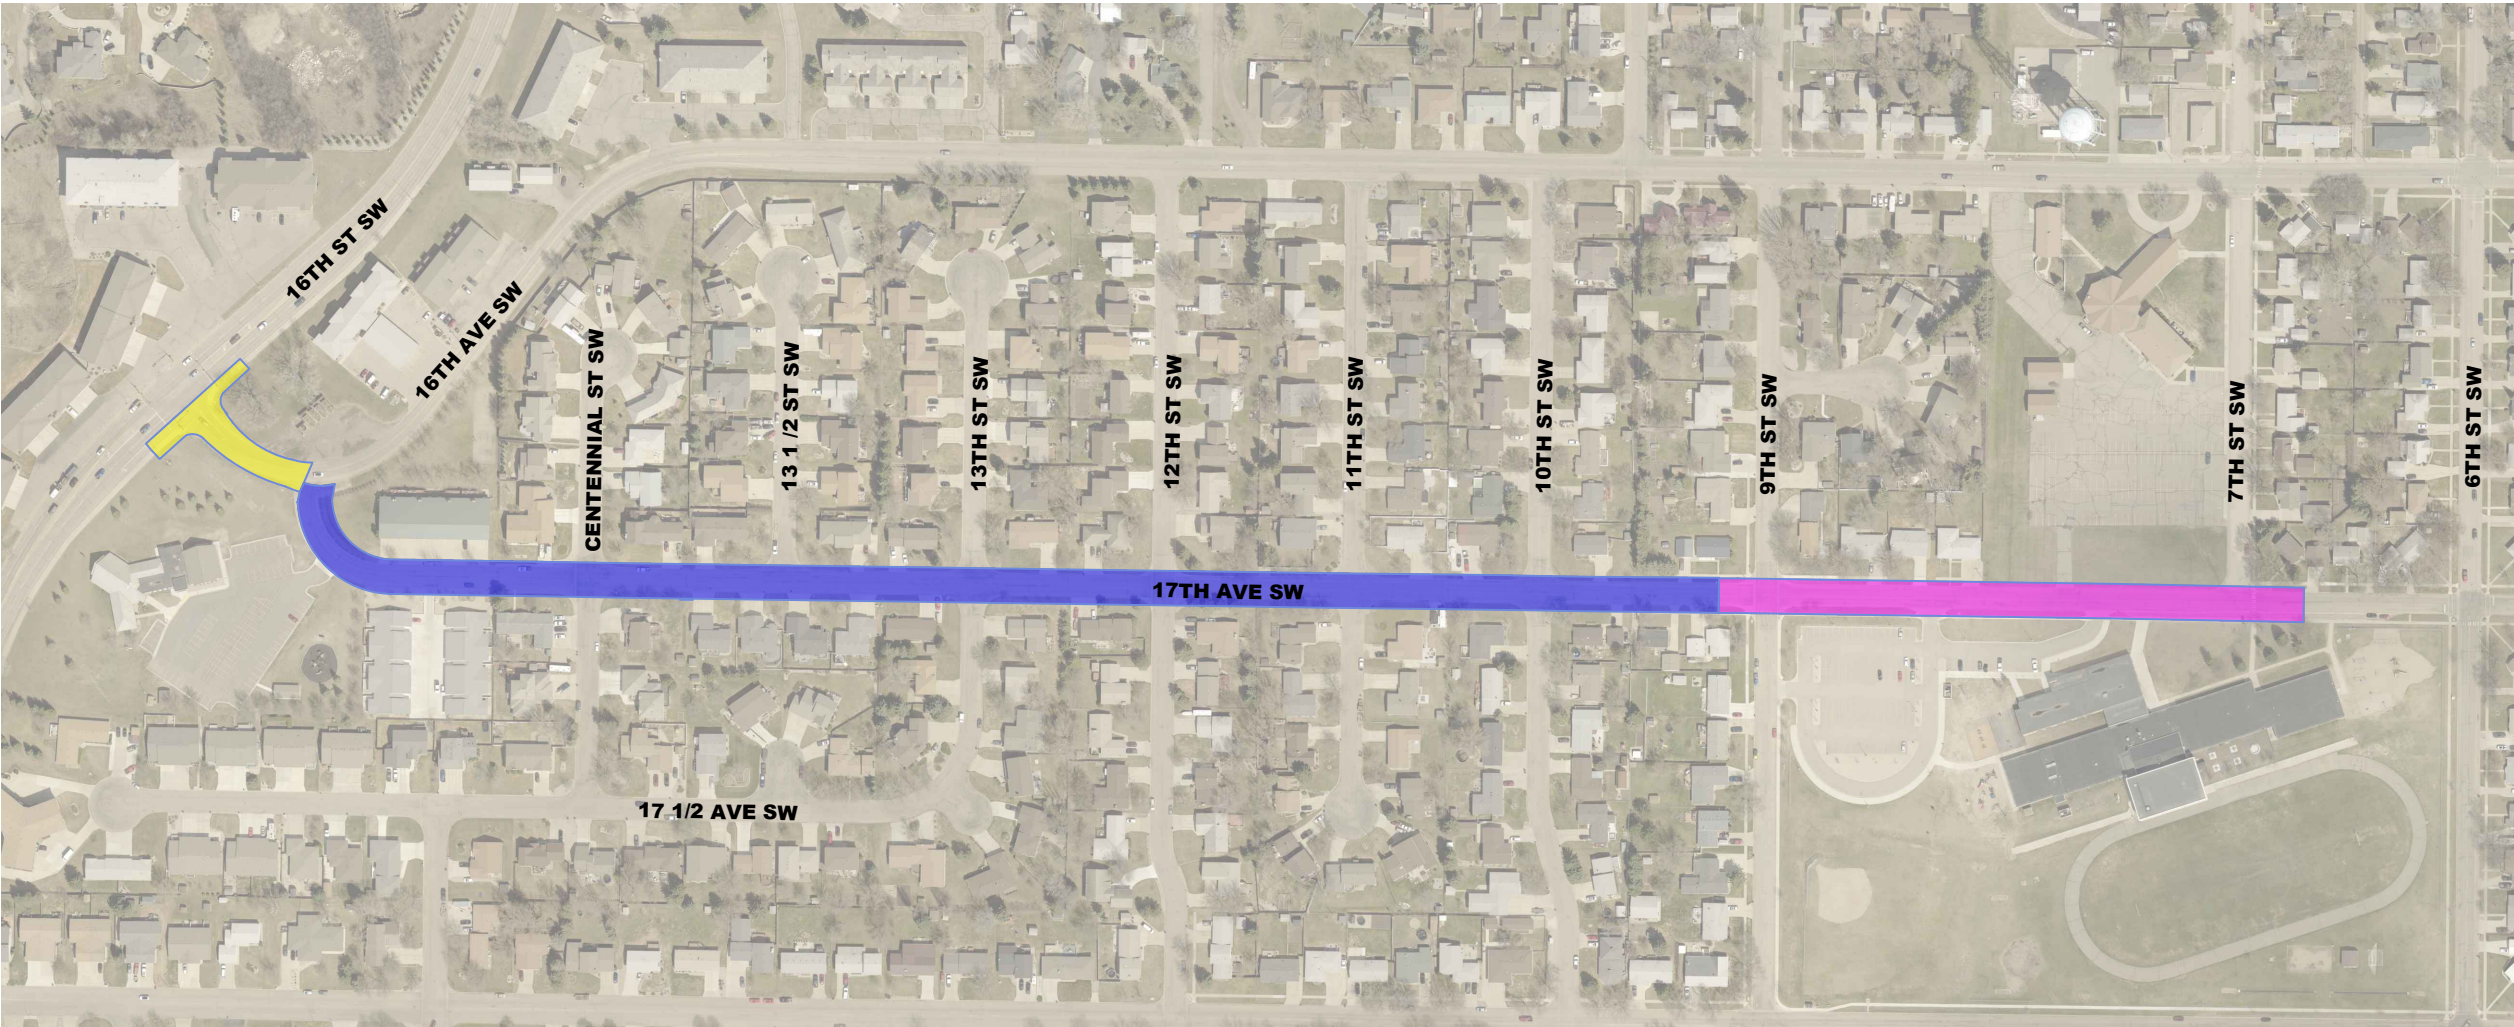 16TH ST SW
16TH AVE SW
CENTENNIAL ST SW
13 1 /2 ST SW
13TH ST SW
12TH ST SW
11TH ST SW
10TH ST SW
9TH ST SW
7TH ST SW
6TH ST SW
17TH AVE SW
17 1/2 AVE SW